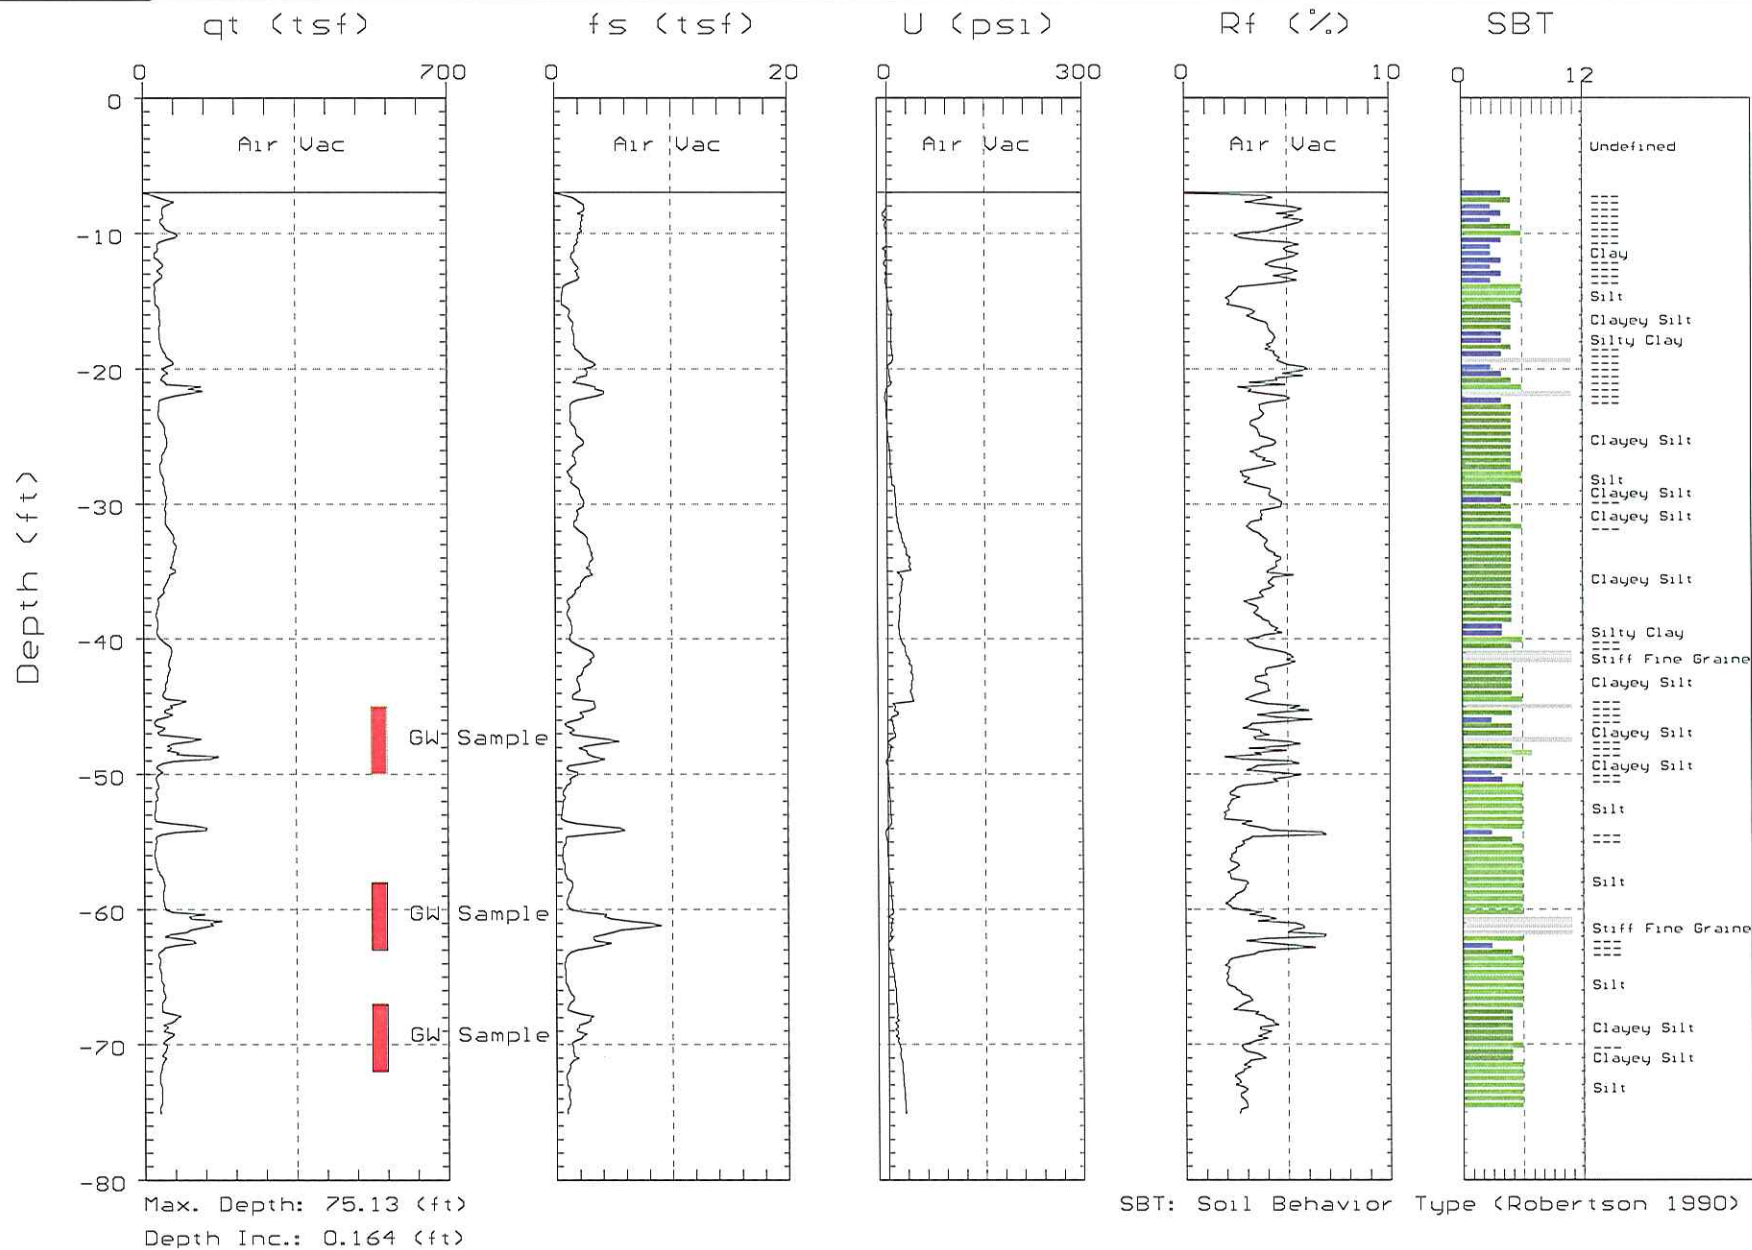 qt (tsf) fs (tsf) U (psi) Rf (%) SBT
0 700 0 20 0 300 0 10 0 12
0
Air Vac Air Vac Air Vac Air Vac
Undefined
-10
Clay
Silt
Clayey Silt
Silty Clay
-20
Clayey Silt
Silt
Clayey Silt
-30
Clayey Silt
Depth (ft)
Clayey Silt
Silty Clay
-40
Stiff Fine Graine
Clayey Silt
Clayey Silt
GW Sample
Clayey Silt
-50
Silt
Silt
-60
GW Sample
Stiff Fine Graine
Silt
Clayey Silt
GW Sample
-70
Clayey Silt
Silt
-80
Max. Depth: 75.13 (ft)
SBT: Soil Behavior Type (Robertson 1990)
Depth Inc.: 0.164 (ft)